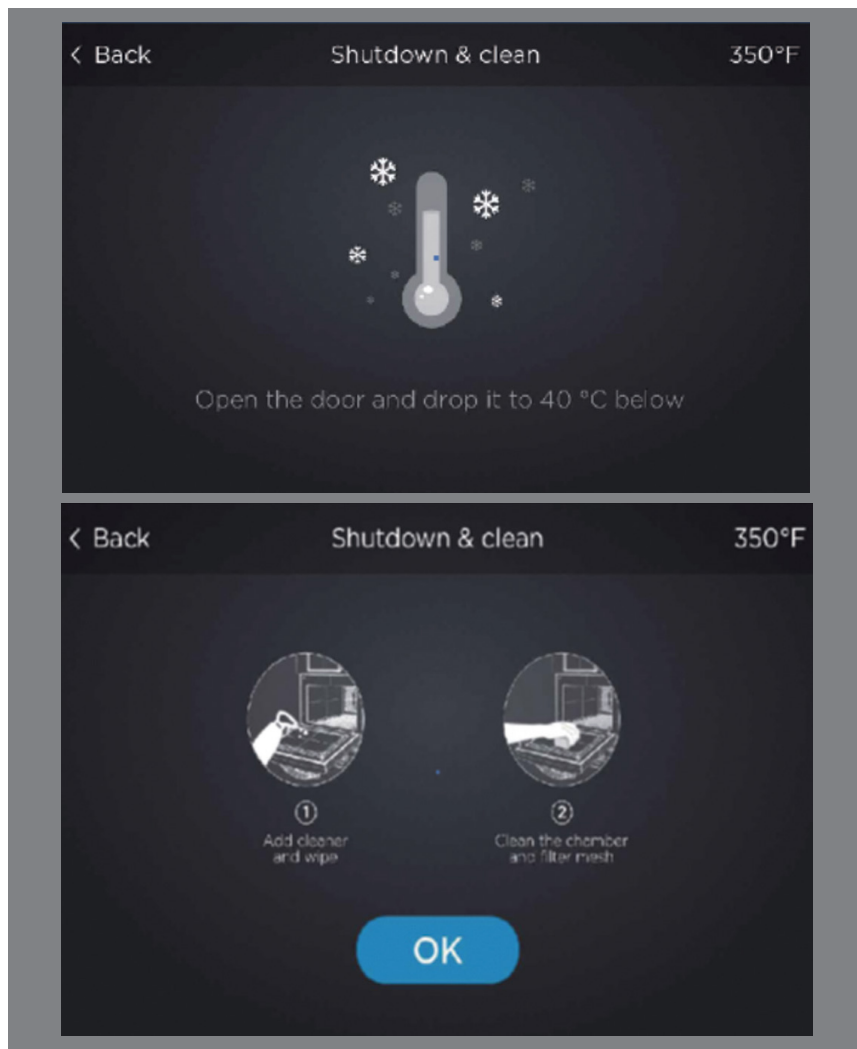 Back
Shutdown & clean
350°F
Open the door and drop it to 40 °C below
Back
Shutdown & clean
350°F
1
2
Add cleaner
and wipe
Clean the chamber
and filter mesh
OK